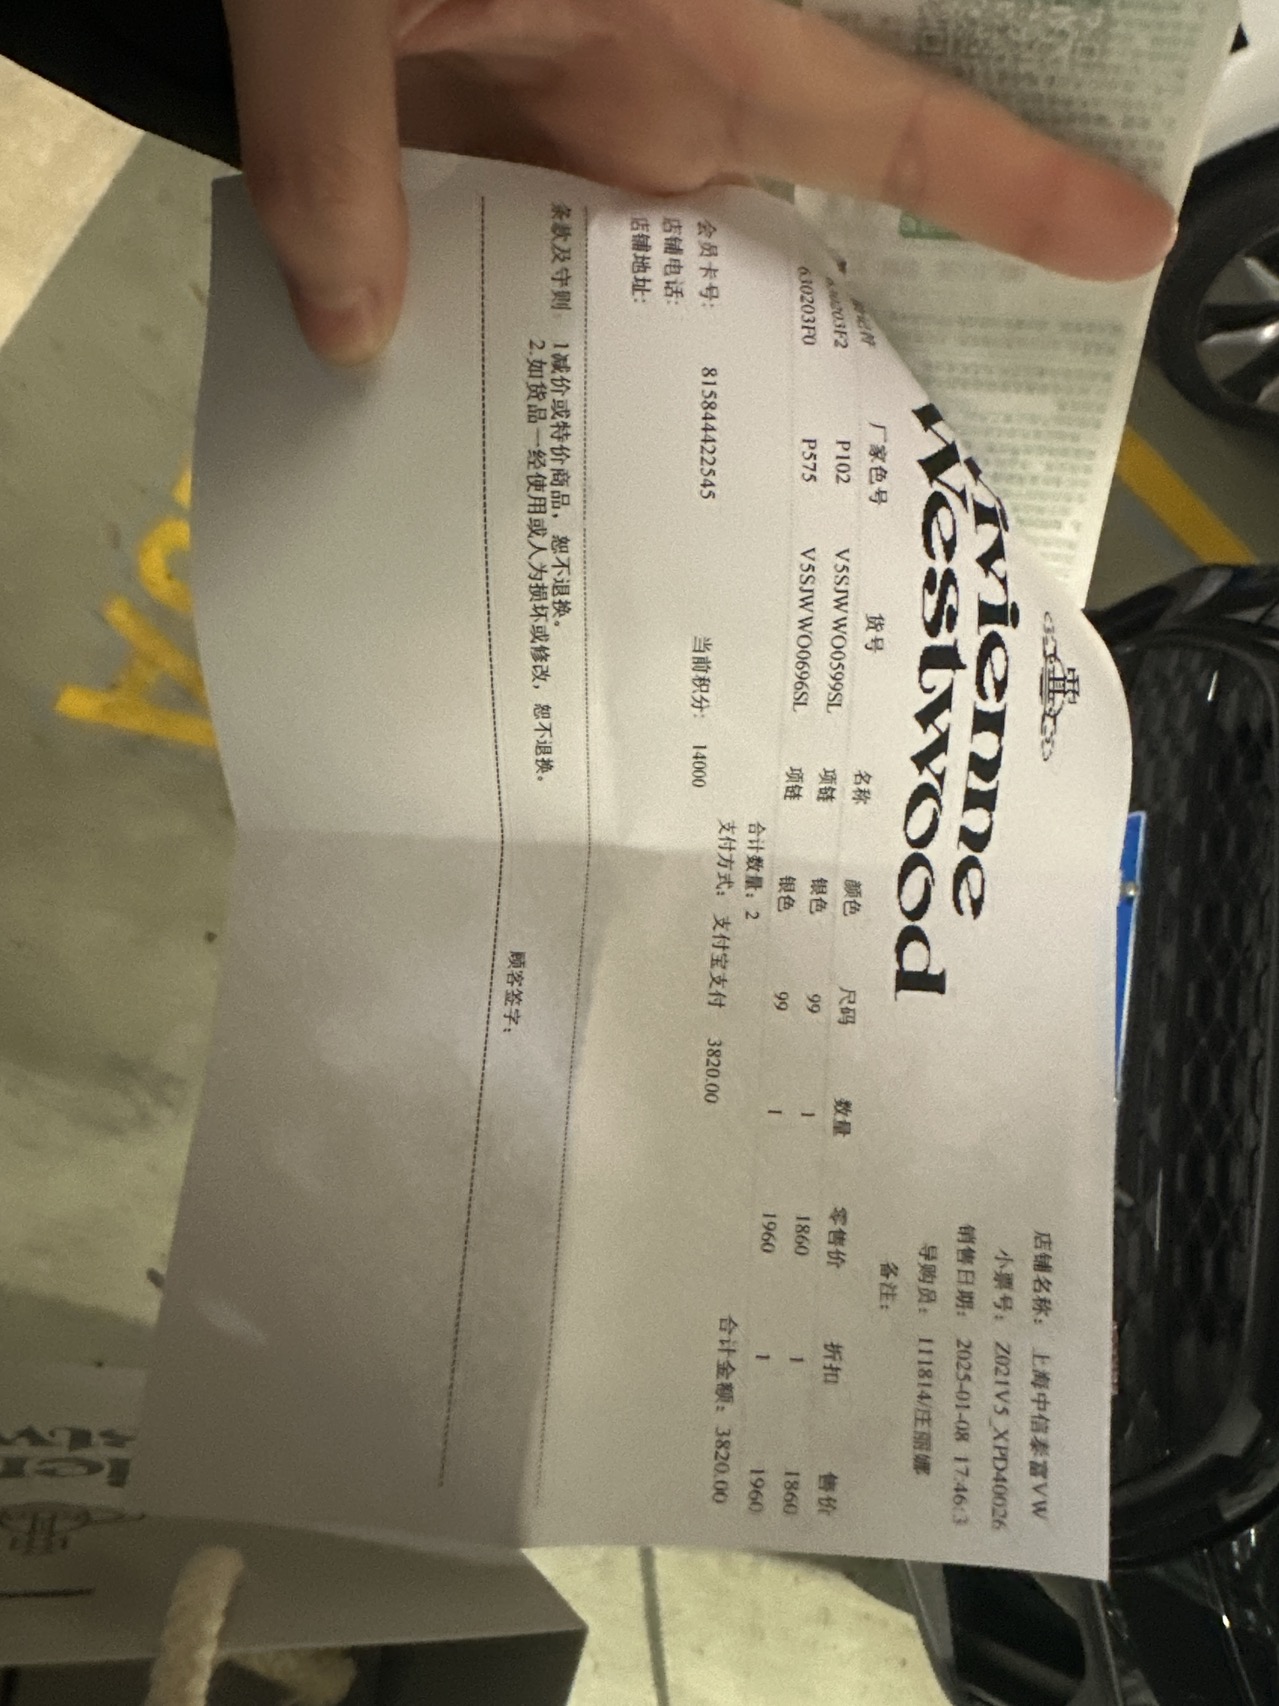 Vivienne
Westwood
店铺名称： 上海中信泰富VW
小票号： Z021V5_XPD40026
销售日期： 2025-01-08 17:46:3
导购员： 111814/庄丽娜
备注：
厂家色号 货号 名称 颜色 尺码 数量 零售价 折扣 售价
630203F2 P102 V5SJWWO0599SL 项链 银色 99 1 1860 1 1860
630203F0 P575 V5SJWWO0696SL 项链 银色 99 1 1960 1 1960
合计数量：2 合计金额：3820.00
支付方式： 支付宝支付 3820.00
会员卡号： 81584442254​5 当前积分： 14000
店铺电话：
店铺地址：
条款及守则 1减价或特价商品，恕不退换。
2.如货品一经使用或人为损坏或修改，恕不退换。
顾客签字：